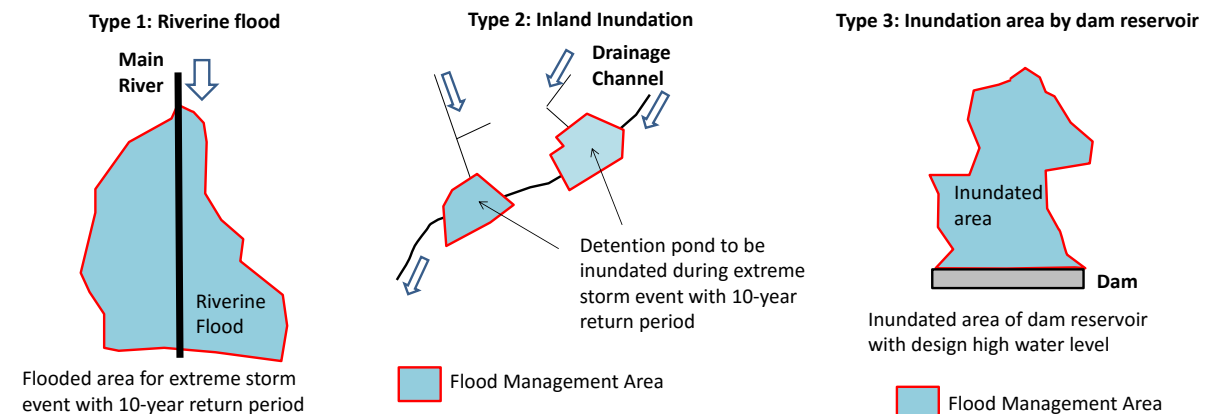 Type 1: Riverine flood
Main
River
Riverine
Flood
Flooded area for extreme storm
event with 10-year return period
Type 2: Inland Inundation
Drainage
Channel
Detention pond to be
inundated during extreme
storm event with 10-year
return period
Flood Management Area
Type 3: Inundation area by dam reservoir
Inundated
area
Dam
Inundated area of dam reservoir
with design high water level
Flood Management Area